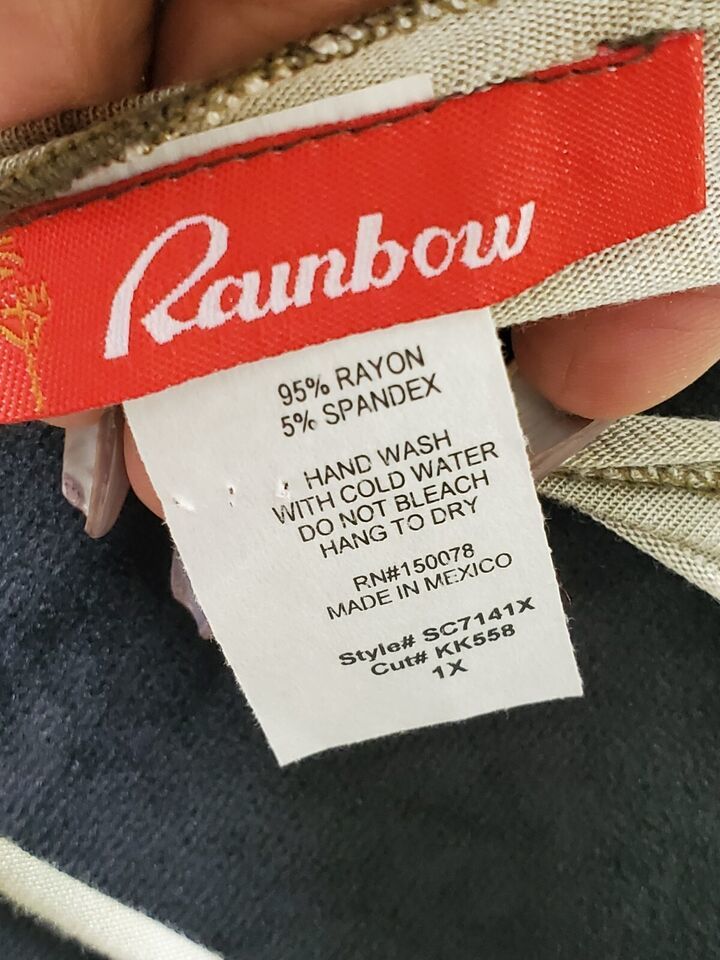 Rainbow
95% RAYON
5% SPANDEX
HAND WASH
WITH COLD WATER
DO NOT BLEACH
HANG TO DRY
RN#150078
MADE IN MEXICO
Style# SC7141X
Cut# KK558
1X